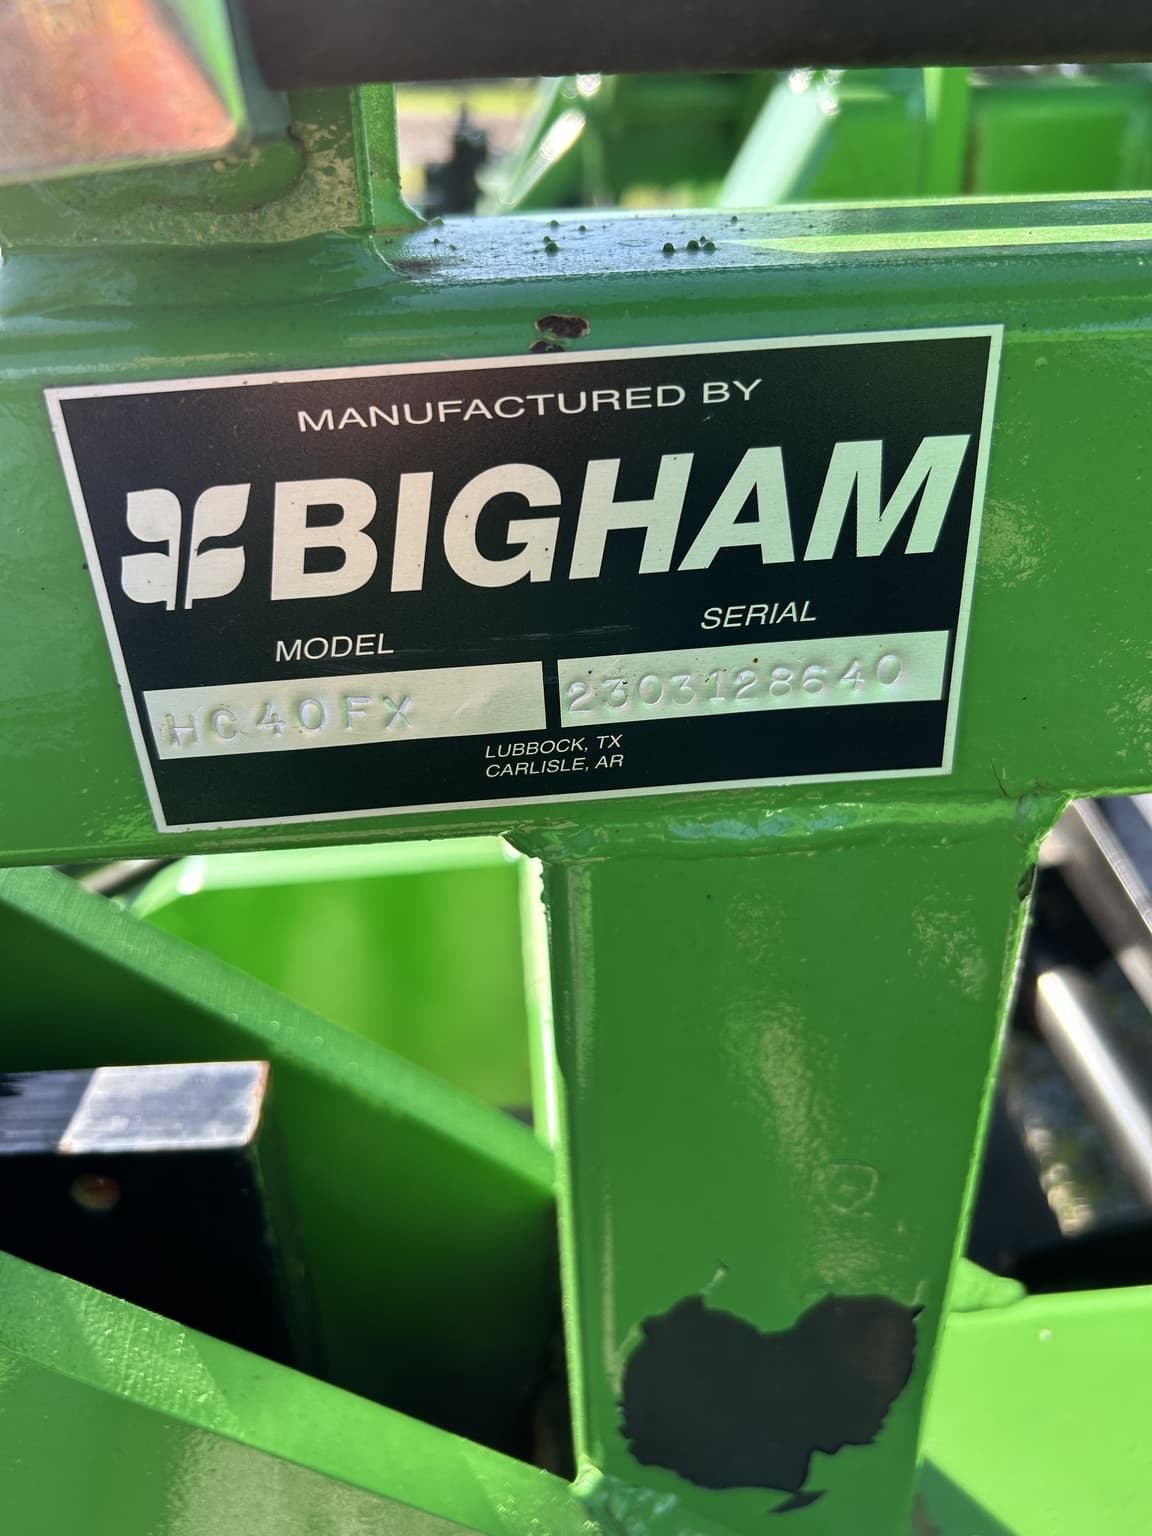 MANUFACTURED BY
BIGHAM
MODEL SERIAL
HC40FX 2303128640
LUBBOCK, TX
CARLISLE, AR